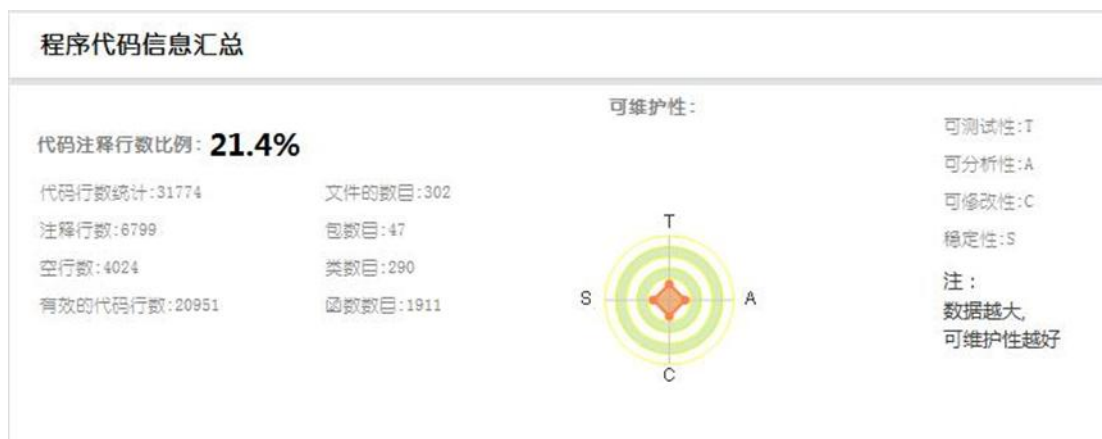 程序代码信息汇总
代码注释行数比例: 21.4%
代码行数统计:31774
文件的数目:302
注释行数:6799
包数目:47
空行数:4024
类数目:290
有效的代码行数:20951
函数数目:1911
可维护性:
T
S
A
C
可测试性:T
可分析性:A
可修改性:C
稳定性:S
注：
数据越大,
可维护性越好